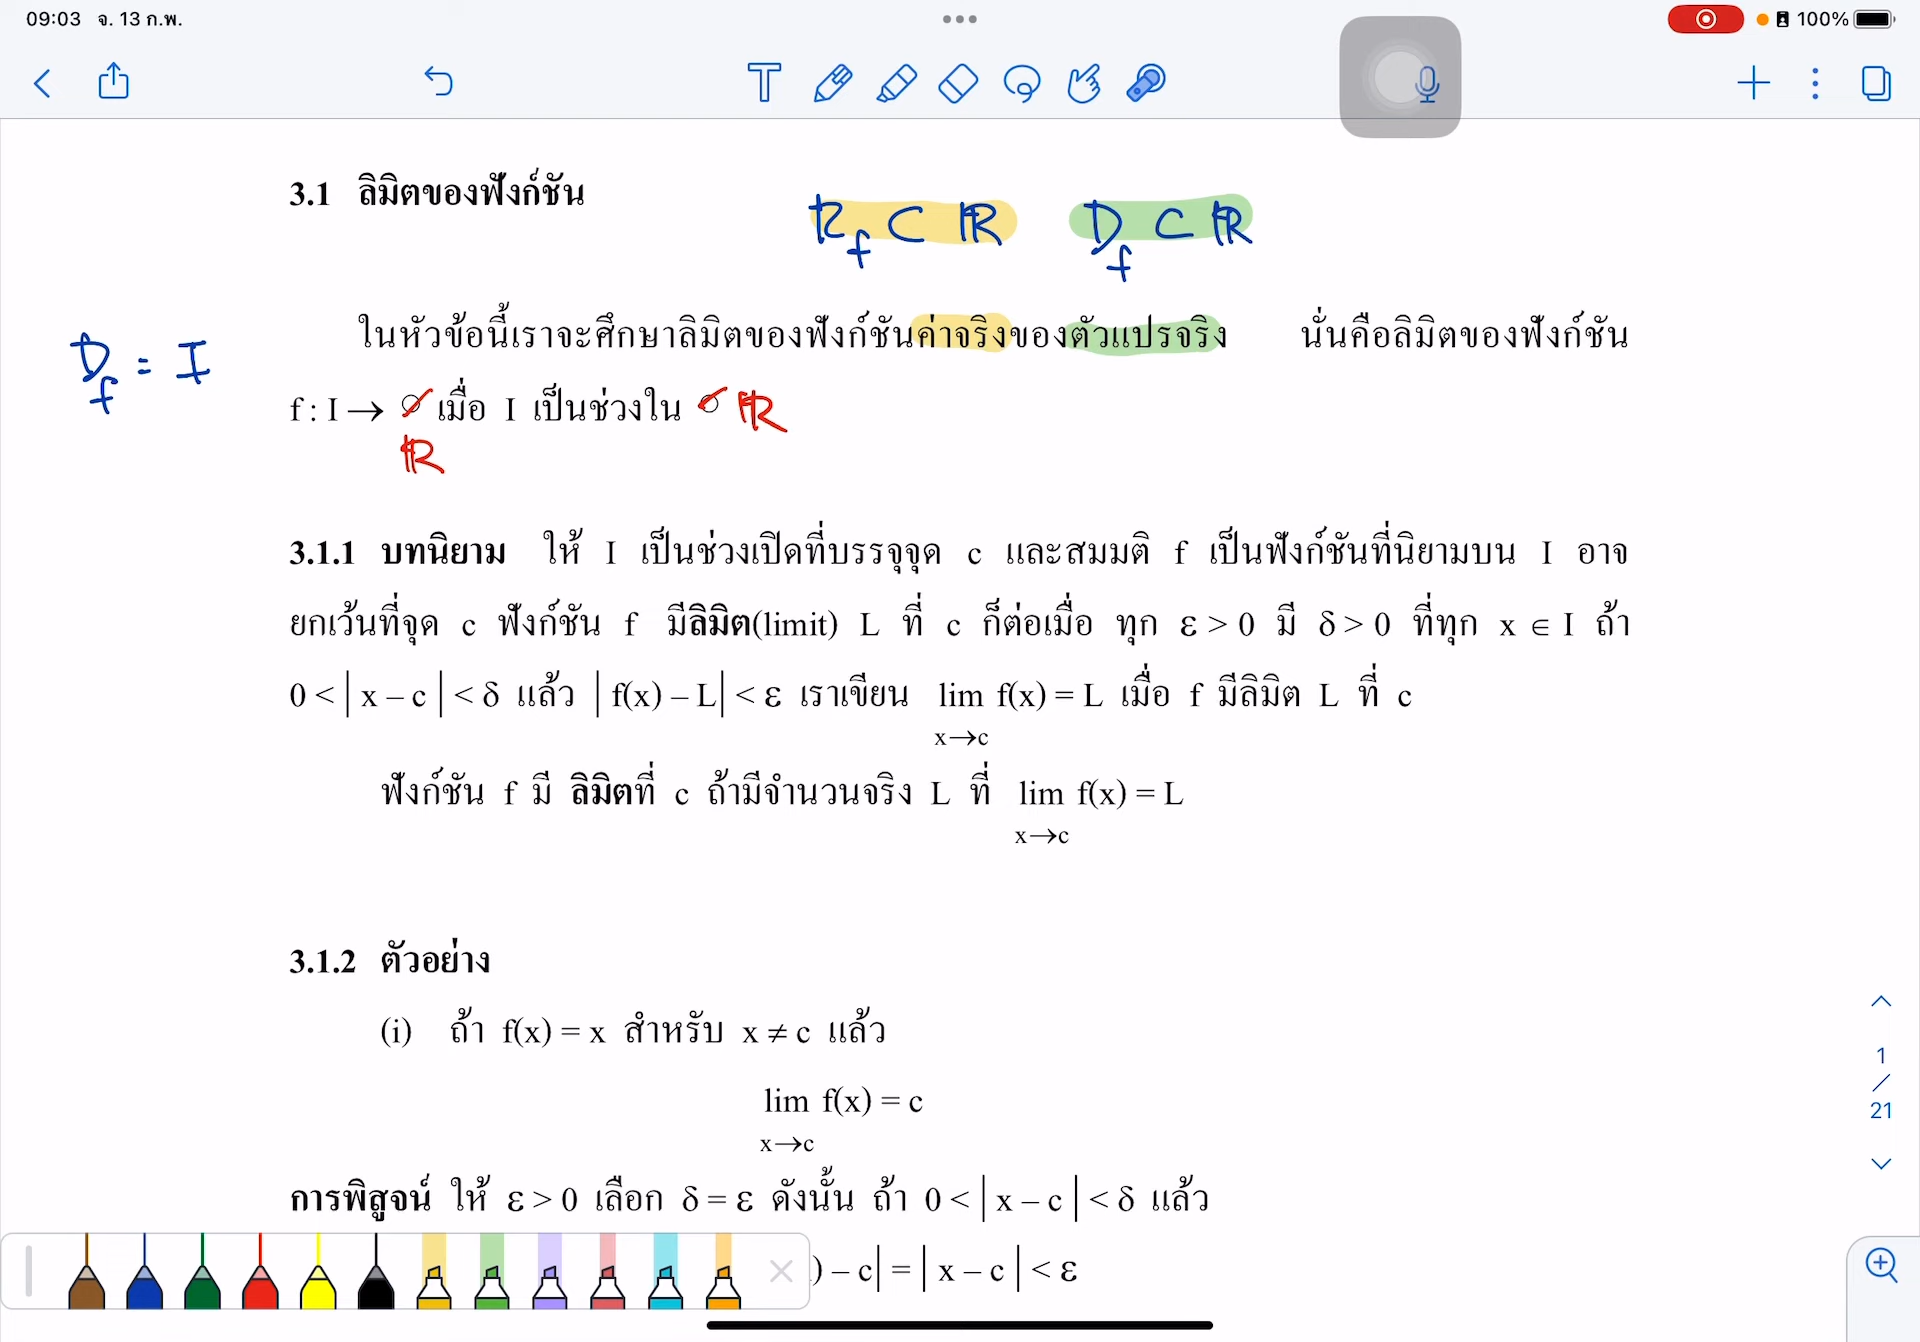 09:03 จ. 13 ก.พ.
100%
3.1 ลิมิตของฟังก์ชัน
R_f ⊂ ℝ D_f ⊂ ℝ
ในหัวข้อนี้เราจะศึกษาลิมิตของฟังก์ชันค่าจริงของตัวแปรจริง นั่นคือลิมิตของฟังก์ชัน
D_f = I
f : I → เมื่อ I เป็นช่วงใน ℝ
ℝ
3.1.1 บทนิยาม ให้ I เป็นช่วงเปิดที่บรรจุจุด c และสมมติ f เป็นฟังก์ชันที่นิยามบน I อาจ
ยกเว้นที่จุด c ฟังก์ชัน f มีลิมิต(limit) L ที่ c ก็ต่อเมื่อ ทุก ε > 0 มี δ > 0 ที่ทุก x ∈ I ถ้า
0 < | x – c | < δ แล้ว | f(x) – L| < ε เราเขียน lim f(x) = L เมื่อ f มีลิมิต L ที่ c
x→c
ฟังก์ชัน f มี ลิมิตที่ c ถ้ามีจำนวนจริง L ที่ lim f(x) = L
x→c
3.1.2 ตัวอย่าง
(i) ถ้า f(x) = x สำหรับ x ≠ c แล้ว
lim f(x) = c
x→c
การพิสูจน์ ให้ ε > 0 เลือก δ = ε ดังนั้น ถ้า 0 < | x – c | < δ แล้ว
) – c| = | x – c | < ε
1
/
21